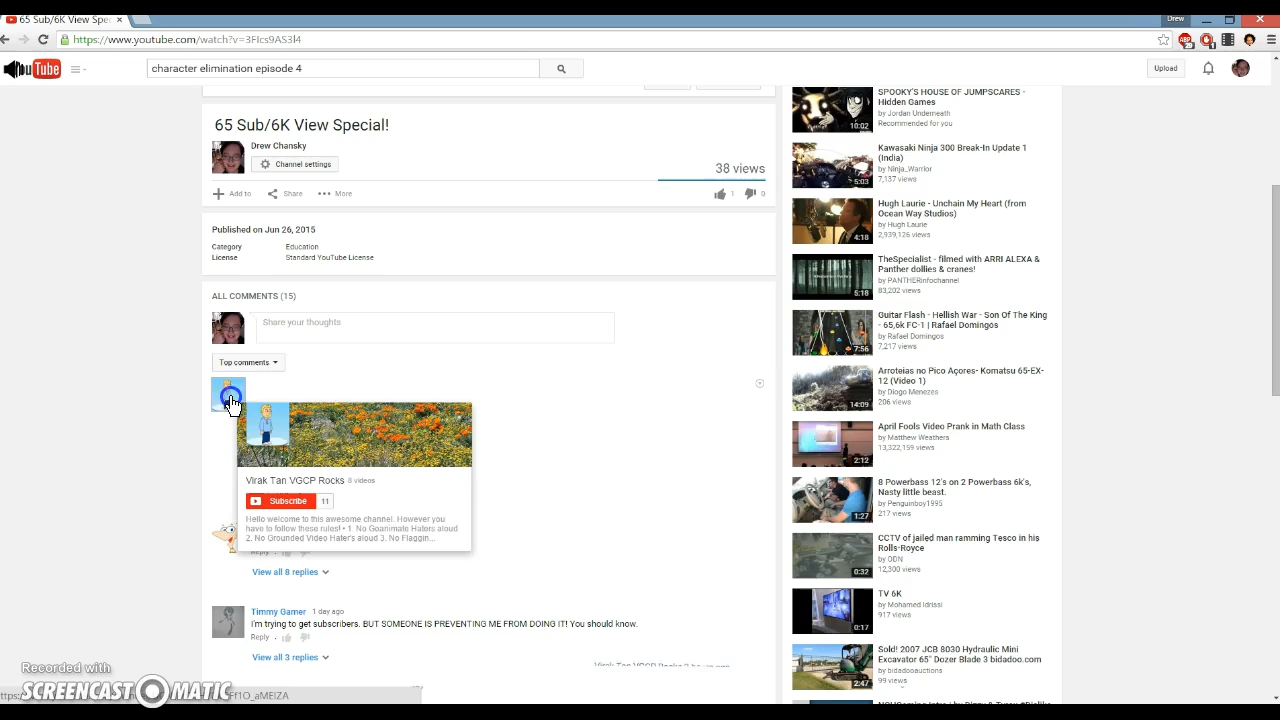 65 Sub/6K View Spec
Drew
https://www.youtube.com/watch?v=3FIcs9AS3l4
YouTube
character elimination episode 4
Upload
65 Sub/6K View Special!
Drew Chansky
Channel settings
38 views
Add to
Share
More
1
0
Published on Jun 26, 2015
Category
Education
License
Standard YouTube License
ALL COMMENTS (15)
Share your thoughts
Top comments
Virak Tan VGCP Rocks 8 videos
Subscribe
11
Hello welcome to this awesome channel. However you
have to follow these rules! • 1. No Goanimate Haters aloud
2. No Grounded Video Hater's aloud 3. No Flaggin...
Reply
View all 8 replies
Timmy Gamer 1 day ago
I'm trying to get subscribers. BUT SOMEONE IS PREVENTING ME FROM DOING IT! You should know.
Reply
View all 3 replies
Virak Tan VGCP Rocks
Recorded with
SCREENCAST-O-MATIC
SPOOKY'S HOUSE OF JUMPSCARES -
Hidden Games
by Jordan Underneath
Recommended for you
10:02
Kawasaki Ninja 300 Break-In Update 1
(India)
by Ninja_Warrior
7,137 views
5:03
Hugh Laurie - Unchain My Heart (from
Ocean Way Studios)
by Hugh Laurie
2,939,126 views
4:18
TheSpecialist - filmed with ARRI ALEXA &
Panther dollies & cranes!
by PANTHERinfochannel
83,202 views
5:18
Guitar Flash - Hellish War - Son Of The King
- 65,6k FC-1 | Rafael Domingos
by Rafael Domingos
7,217 views
7:56
Arroteias no Pico Açores- Komatsu 65-EX-
12 (Video 1)
by Diogo Menezes
206 views
14:09
April Fools Video Prank in Math Class
by Matthew Weathers
13,322,159 views
2:12
8 Powerbass 12's on 2 Powerbass 6k's,
Nasty little beast.
by Penguinboy1995
217 views
1:27
CCTV of jailed man ramming Tesco in his
Rolls-Royce
by ODN
12,300 views
0:32
TV 6K
by Mohamed Idrissi
917 views
0:17
Sold! 2007 JCB 8030 Hydraulic Mini
Excavator 65" Dozer Blade 3 bidadoo.com
by bidadooauctions
99 views
2:47